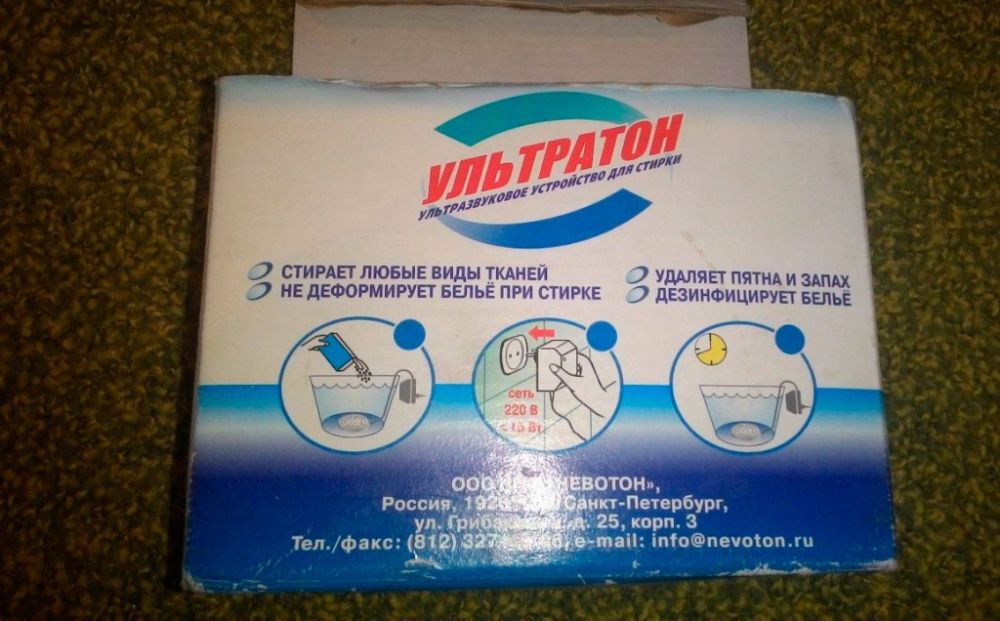 УЛЬТРАТОН
УЛЬТРАЗВУКОВОЕ УСТРОЙСТВО ДЛЯ СТИРКИ
СТИРАЕТ ЛЮБЫЕ ВИДЫ ТКАНЕЙ
НЕ ДЕФОРМИРУЕТ БЕЛЬЁ ПРИ СТИРКЕ
УДАЛЯЕТ ПЯТНА И ЗАПАХ
ДЕЗИНФИЦИРУЕТ БЕЛЬЁ
сеть
220 В
15 Вт
ООО НЕВОТОН»,
Россия, Санкт-Петербург,
ул. д. 25, корп. 3
Тел./факс: (812) 327 e-mail: info@nevoton.ru